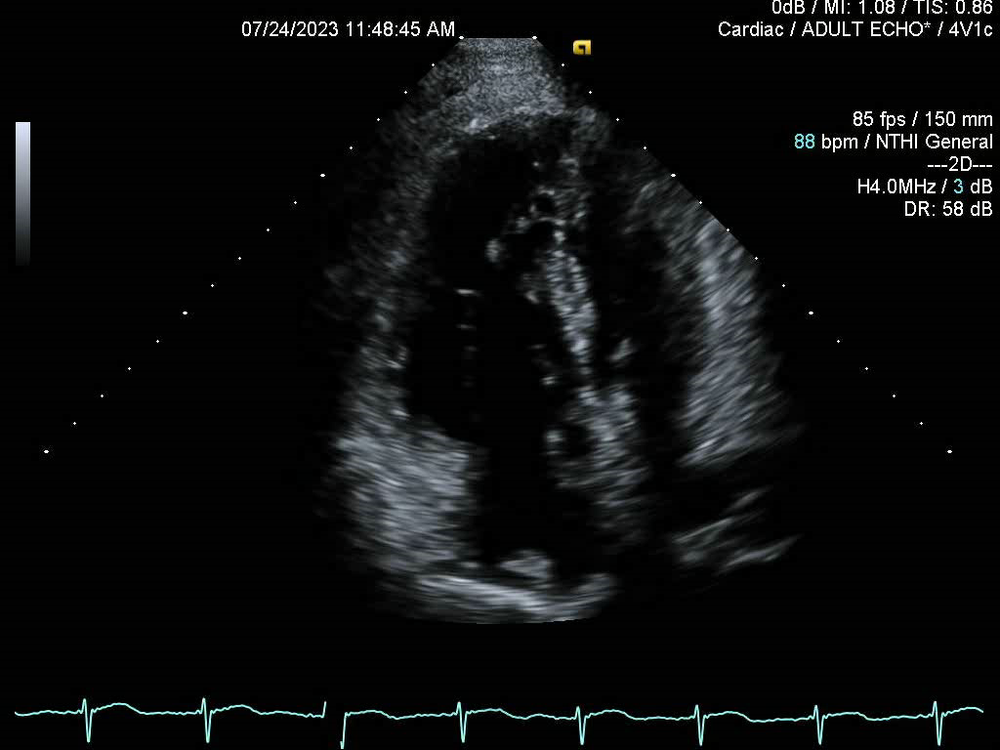 0dB / MI: 1.08 / TIS: 0.86
07/24/2023 11:48:45 AM
Cardiac / ADULT ECHO* / 4V1c
85 fps / 150 mm
88 bpm / NTHI General
---2D---
H4.0MHz / 3 dB
DR: 58 dB